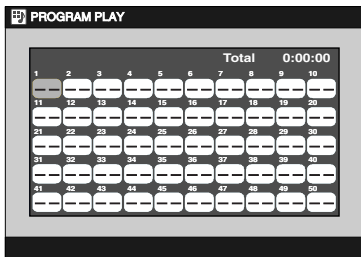 PROGRAM PLAY
Total 0:00:00
1 2 3 4 5 6 7 8 9 10
-- -- -- -- -- -- -- -- -- --
11 12 13 14 15 16 17 18 19 20
-- -- -- -- -- -- -- -- -- --
21 22 23 24 25 26 27 28 29 30
-- -- -- -- -- -- -- -- -- --
31 32 33 34 35 36 37 38 39 40
-- -- -- -- -- -- -- -- -- --
41 42 43 44 45 46 47 48 49 50
-- -- -- -- -- -- -- -- -- --